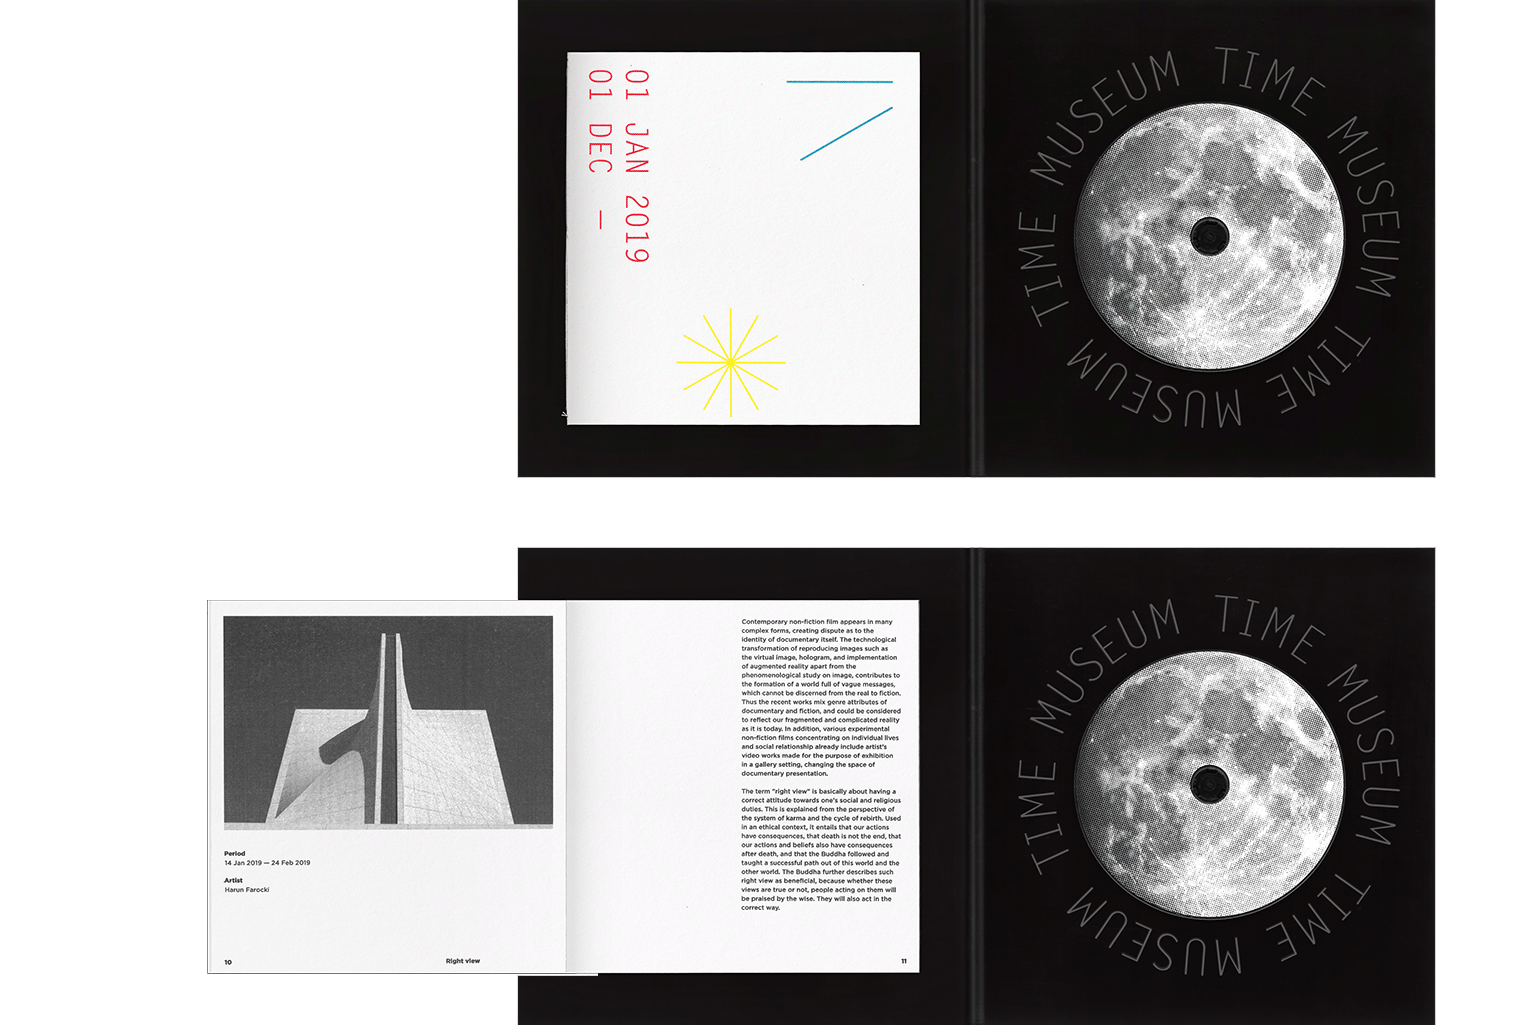 01 JAN 2019
01 DEC —
TIME MUSEUM TIME MUSEUM TIME MUSEUM
Period
14 Jan 2019 — 24 Feb 2019
Artist
Harun Farocki
10
Right view
Contemporary non-fiction film appears in many
complex forms, creating dispute as to the
identity of documentary itself. The technological
transformation of reproducing images such as
the virtual image, hologram, and implementation
of augmented reality apart from the
phenomenological study on image, contributes to
the formation of a world full of vague messages,
which cannot be discerned from the real to fiction.
Thus the recent works mix genre attributes of
documentary and fiction, and could be considered
to reflect our fragmented and complicated reality
as it is today. In addition, various experimental
non-fiction films concentrating on individual lives
and social relationship already include artist's
video works made for the purpose of exhibition
in a gallery setting, changing the space of
documentary presentation.
The term "right view" is basically about having a
correct attitude towards one's social and religious
duties. This is explained from the perspective of
the system of karma and the cycle of rebirth. Used
in an ethical context, it entails that our actions
have consequences, that death is not the end, that
our actions and beliefs also have consequences
after death, and that the Buddha followed and
taught a successful path out of this world and the
other world. The Buddha further describes such
right view as beneficial, because whether these
views are true or not, people acting on them will
be praised by the wise. They will also act in the
correct way.
11
TIME MUSEUM TIME MUSEUM TIME MUSEUM